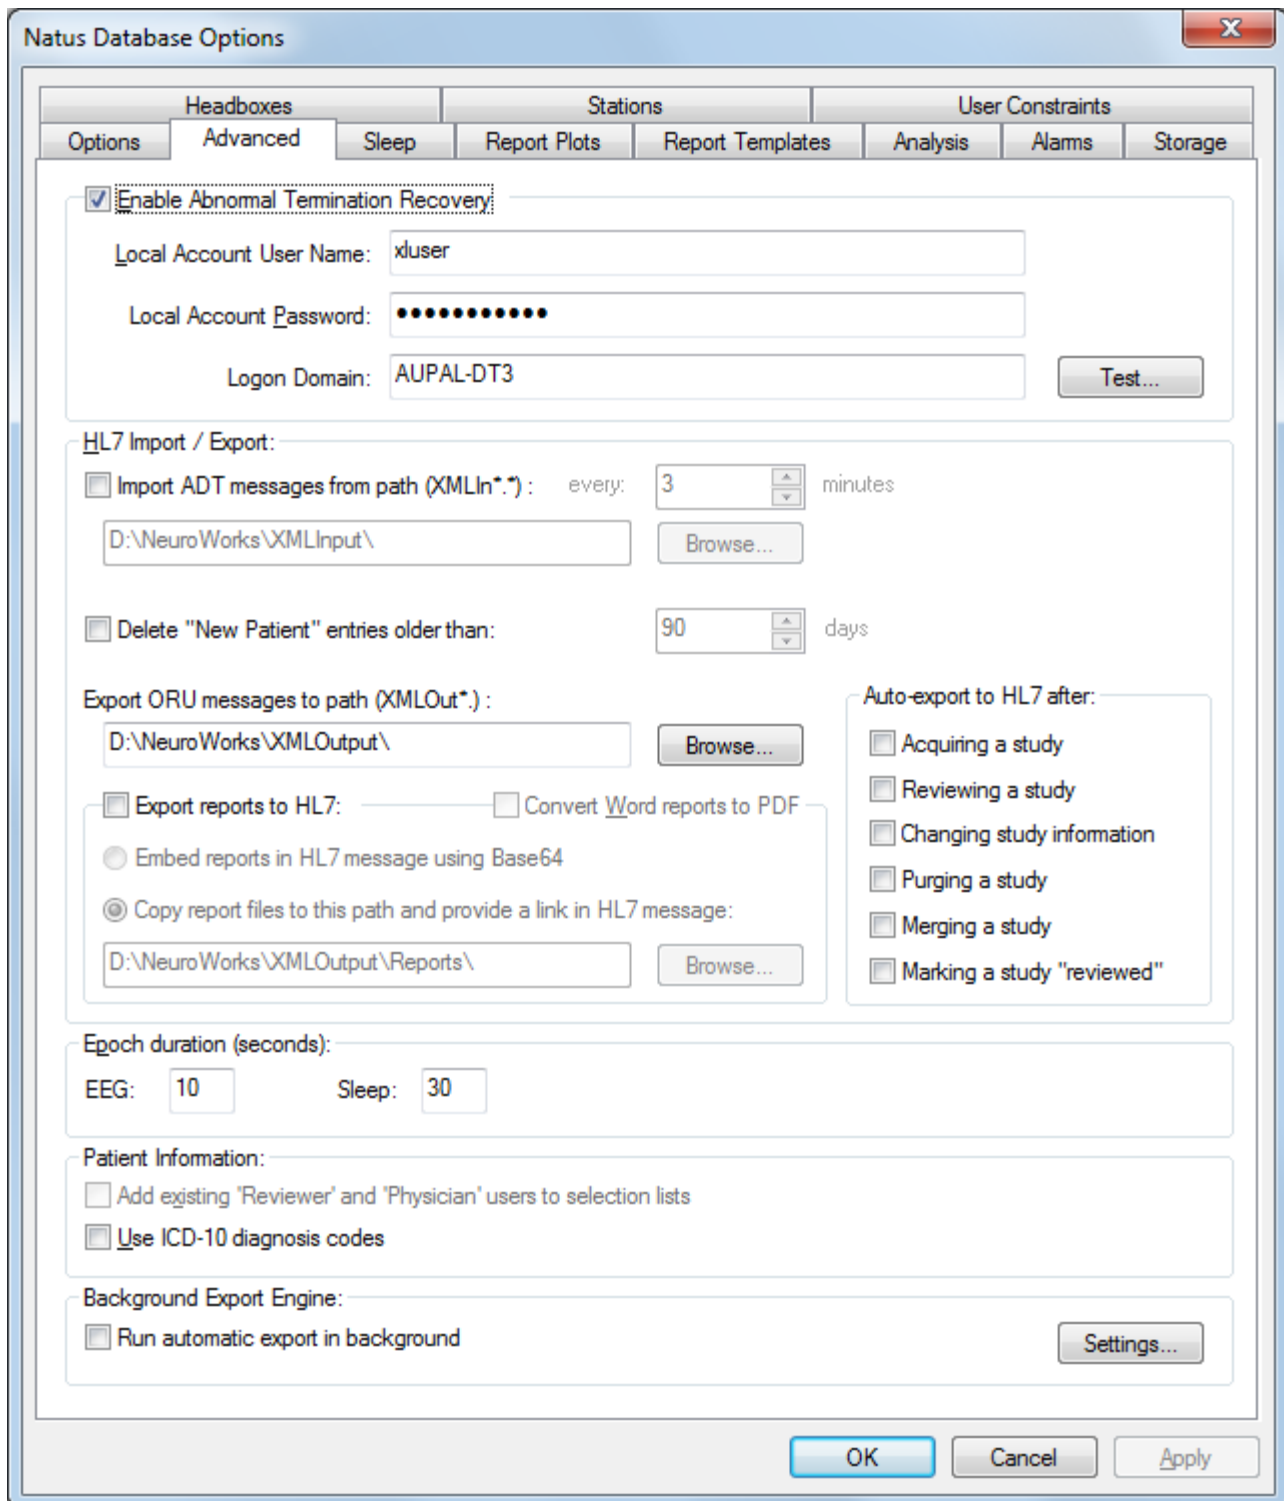 Natus Database Options
Headboxes Stations User Constraints
Options Advanced Sleep Report Plots Report Templates Analysis Alarms Storage
Enable Abnormal Termination Recovery
Local Account User Name: xluser
Local Account Password: •••••••••••
Logon Domain: AUPAL-DT3 Test...
HL7 Import / Export:
Import ADT messages from path (XMLIn*.*) : every: 3 minutes
D:\NeuroWorks\XMLInput\ Browse...
Delete "New Patient" entries older than: 90 days
Export ORU messages to path (XMLOut*.) :
D:\NeuroWorks\XMLOutput\ Browse...
Export reports to HL7: Convert Word reports to PDF
Embed reports in HL7 message using Base64
Copy report files to this path and provide a link in HL7 message:
D:\NeuroWorks\XMLOutput\Reports\ Browse...
Auto-export to HL7 after:
Acquiring a study
Reviewing a study
Changing study information
Purging a study
Merging a study
Marking a study "reviewed"
Epoch duration (seconds):
EEG: 10 Sleep: 30
Patient Information:
Add existing 'Reviewer' and 'Physician' users to selection lists
Use ICD-10 diagnosis codes
Background Export Engine:
Run automatic export in background Settings...
OK Cancel Apply